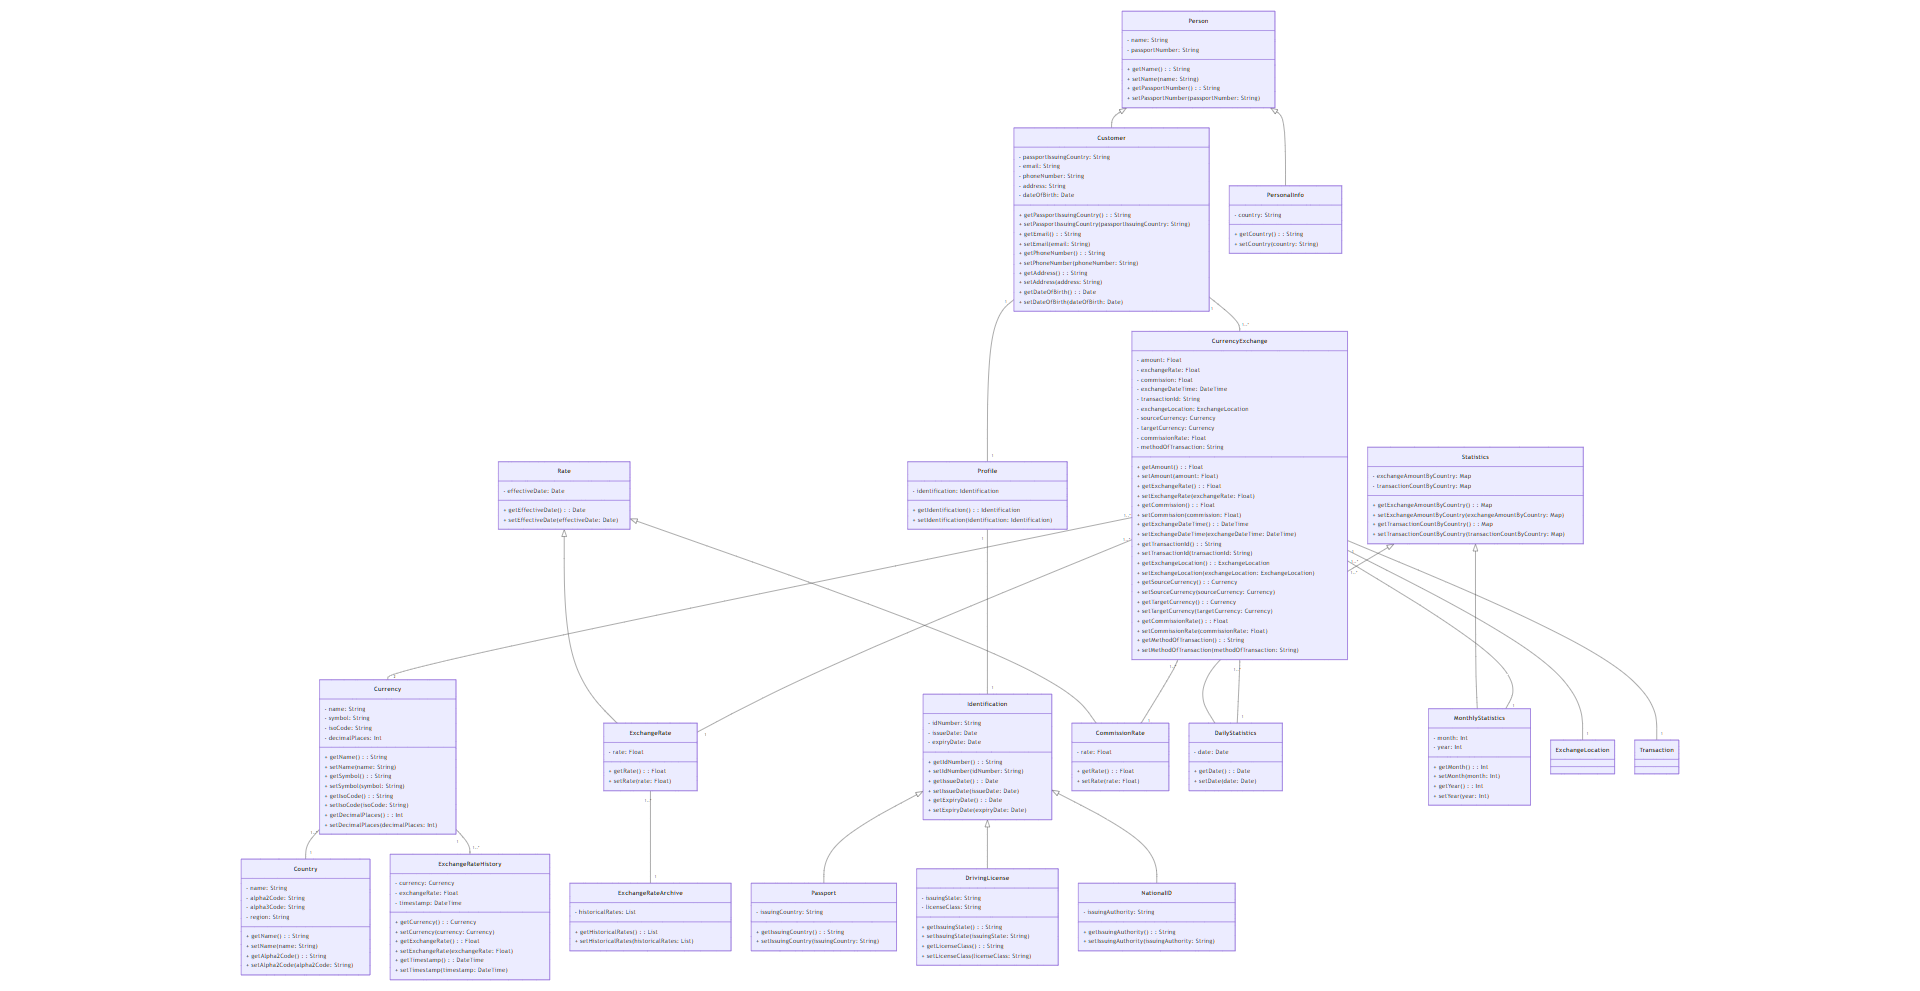 Person
- name: String
- passportNumber: String
+ getName() : : String
+ setName(name: String)
+ getPassportNumber() : : String
+ setPassportNumber(passportNumber: String)
Customer
- passportIssuingCountry: String
- email: String
- phoneNumber: String
- address: String
- dateOfBirth: Date
+ getPassportIssuingCountry() : : String
+ setPassportIssuingCountry(passportIssuingCountry: String)
+ getEmail() : : String
+ setEmail(email: String)
+ getPhoneNumber() : : String
+ setPhoneNumber(phoneNumber: String)
+ getAddress() : : String
+ setAddress(address: String)
+ getDateOfBirth() : : Date
+ setDateOfBirth(dateOfBirth: Date)
PersonalInfo
- country: String
+ getCountry() : : String
+ setCountry(country: String)
CurrencyExchange
- amount: Float
- exchangeRate: Float
- commission: Float
- exchangeDateTime: DateTime
- transactionId: String
- exchangeLocation: ExchangeLocation
- sourceCurrency: Currency
- targetCurrency: Currency
- commissionRate: Float
- methodOfTransaction: String
+ getAmount() : : Float
+ setAmount(amount: Float)
+ getExchangeRate() : : Float
+ setExchangeRate(exchangeRate: Float)
+ getCommission() : : Float
+ setCommission(commission: Float)
+ getExchangeDateTime() : : DateTime
+ setExchangeDateTime(exchangeDateTime: DateTime)
+ getTransactionId() : : String
+ setTransactionId(transactionId: String)
+ getExchangeLocation() : : ExchangeLocation
+ setExchangeLocation(exchangeLocation: ExchangeLocation)
+ getSourceCurrency() : : Currency
+ setSourceCurrency(sourceCurrency: Currency)
+ getTargetCurrency() : : Currency
+ setTargetCurrency(targetCurrency: Currency)
+ getCommissionRate() : : Float
+ setCommissionRate(commissionRate: Float)
+ getMethodOfTransaction() : : String
+ setMethodOfTransaction(methodOfTransaction: String)
Rate
- effectiveDate: Date
+ getEffectiveDate() : : Date
+ setEffectiveDate(effectiveDate: Date)
Profile
- identification: Identification
+ getIdentification() : : Identification
+ setIdentification(identification: Identification)
Statistics
- exchangeAmountByCountry: Map
- transactionCountByCountry: Map
+ getExchangeAmountByCountry() : : Map
+ setExchangeAmountByCountry(exchangeAmountByCountry: Map)
+ getTransactionCountByCountry() : : Map
+ setTransactionCountByCountry(transactionCountByCountry: Map)
Currency
- name: String
- symbol: String
- isoCode: String
- decimalPlaces: Int
+ getName() : : String
+ setName(name: String)
+ getSymbol() : : String
+ setSymbol(symbol: String)
+ getIsoCode() : : String
+ setIsoCode(isoCode: String)
+ getDecimalPlaces() : : Int
+ setDecimalPlaces(decimalPlaces: Int)
ExchangeRate
- rate: Float
+ getRate() : : Float
+ setRate(rate: Float)
Identification
- idNumber: String
- issueDate: Date
- expiryDate: Date
+ getIdNumber() : : String
+ setIdNumber(idNumber: String)
+ getIssueDate() : : Date
+ setIssueDate(issueDate: Date)
+ getExpiryDate() : : Date
+ setExpiryDate(expiryDate: Date)
CommissionRate
- rate: Float
+ getRate() : : Float
+ setRate(rate: Float)
DailyStatistics
- date: Date
+ getDate() : : Date
+ setDate(date: Date)
MonthlyStatistics
- month: Int
- year: Int
+ getMonth() : : Int
+ setMonth(month: Int)
+ getYear() : : Int
+ setYear(year: Int)
ExchangeLocation
Transaction
Country
- name: String
- alpha2Code: String
- alpha3Code: String
- region: String
+ getName() : : String
+ setName(name: String)
+ getAlpha2Code() : : String
+ setAlpha2Code(alpha2Code: String)
ExchangeRateHistory
- currency: Currency
- exchangeRate: Float
- timestamp: DateTime
+ getCurrency() : : Currency
+ setCurrency(currency: Currency)
+ getExchangeRate() : : Float
+ setExchangeRate(exchangeRate: Float)
+ getTimestamp() : : DateTime
+ setTimestamp(timestamp: DateTime)
ExchangeRateArchive
- historicalRates: List
+ getHistoricalRates() : : List
+ setHistoricalRates(historicalRates: List)
Passport
- issuingCountry: String
+ getIssuingCountry() : : String
+ setIssuingCountry(issuingCountry: String)
DrivingLicense
- issuingState: String
- licenseClass: String
+ getIssuingState() : : String
+ setIssuingState(issuingState: String)
+ getLicenseClass() : : String
+ setLicenseClass(licenseClass: String)
NationalID
- issuingAuthority: String
+ getIssuingAuthority() : : String
+ setIssuingAuthority(issuingAuthority: String)